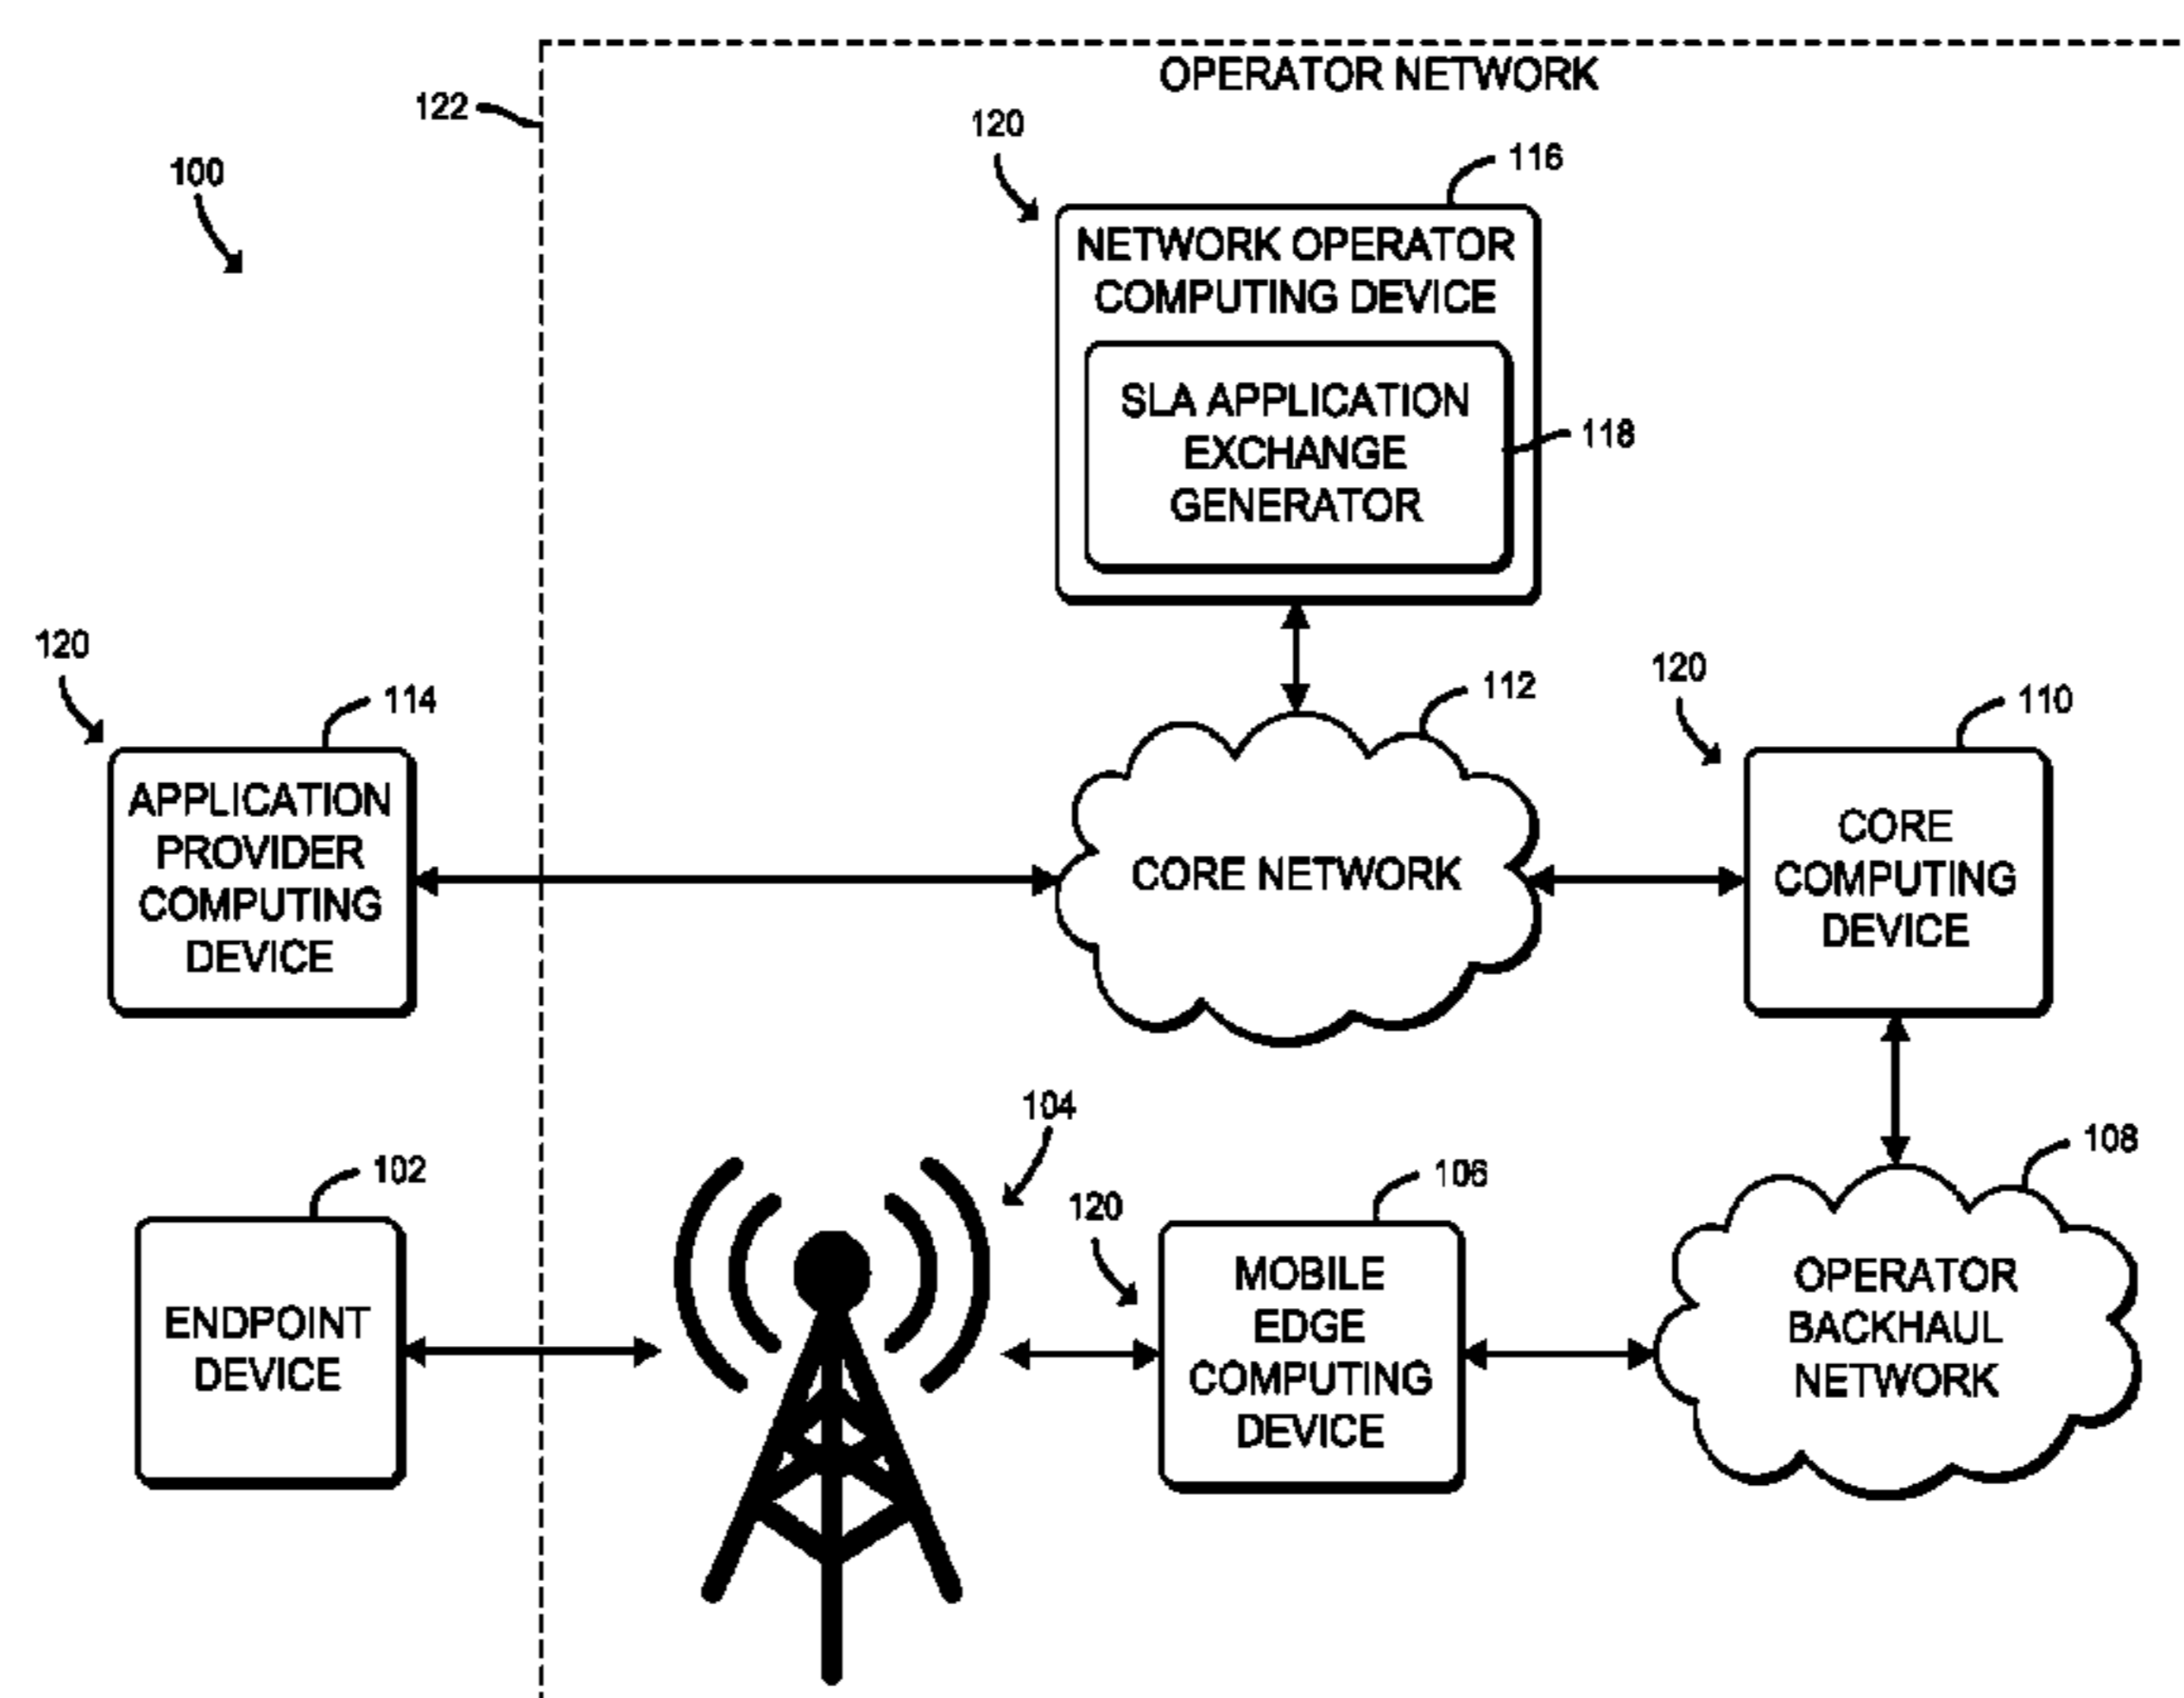 OPERATOR NETWORK
122
120
116
100
NETWORK OPERATOR
COMPUTING DEVICE
SLA APPLICATION
EXCHANGE
GENERATOR
118
120
114
APPLICATION
PROVIDER
COMPUTING
DEVICE
112
CORE NETWORK
120
110
CORE
COMPUTING
DEVICE
102
ENDPOINT
DEVICE
104
120
106
MOBILE
EDGE
COMPUTING
DEVICE
108
OPERATOR
BACKHAUL
NETWORK